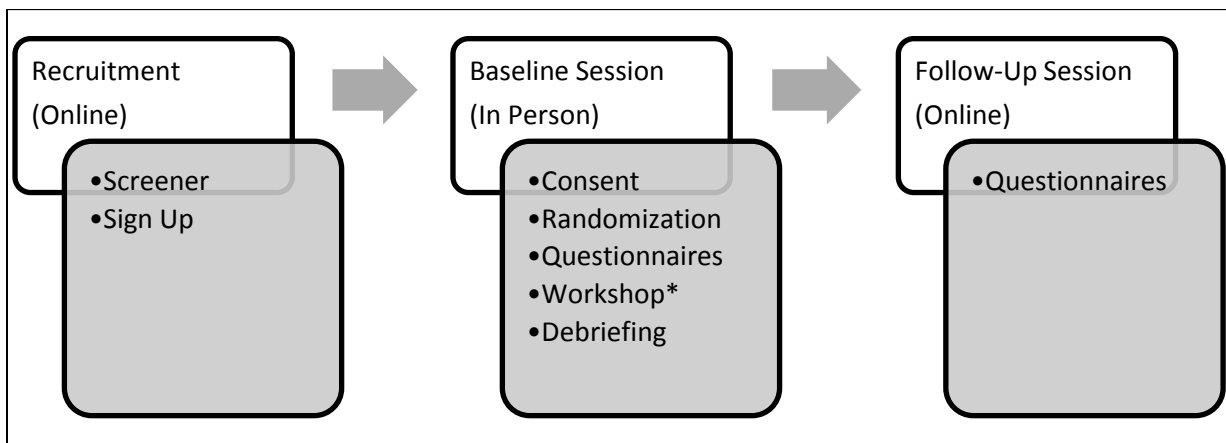 Recruitment
(Online)
•Screener
•Sign Up
Baseline Session
(In Person)
•Consent
•Randomization
•Questionnaires
•Workshop*
•Debriefing
Follow-Up Session
(Online)
•Questionnaires